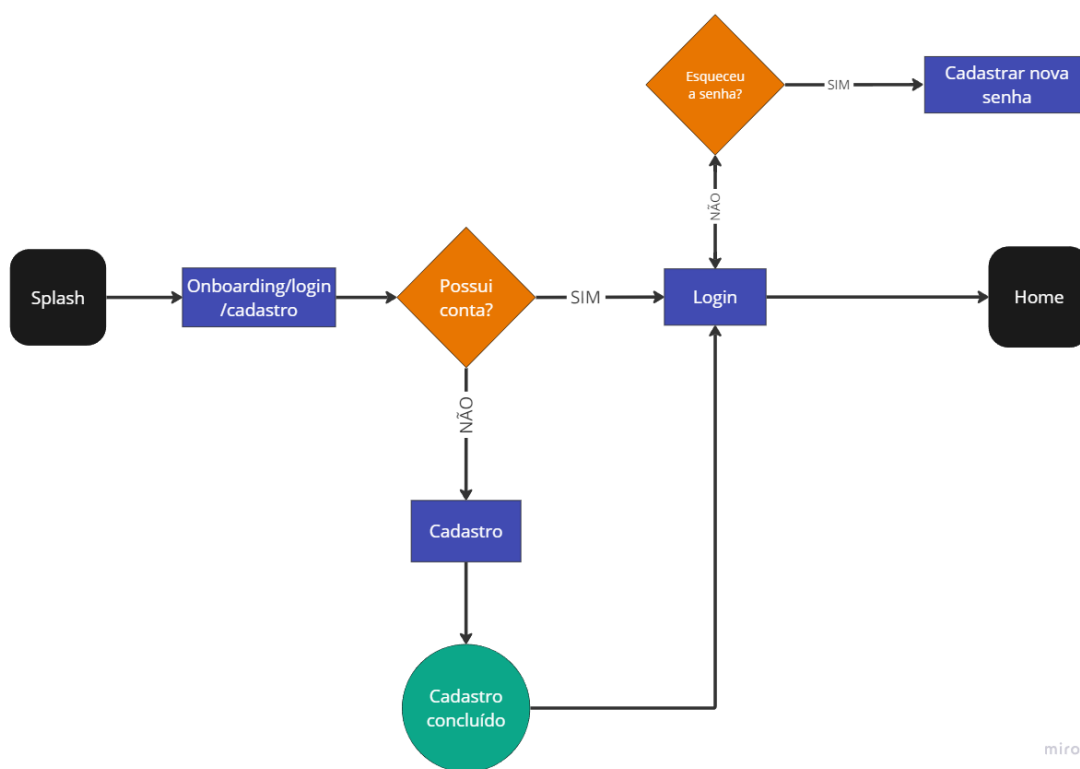 Esqueceu
a senha?
SIM
Cadastrar nova
senha
NÃO
Splash
Onboarding/login
/cadastro
Possui
conta?
SIM
Login
Home
NÃO
Cadastro
Cadastro
concluído
miro